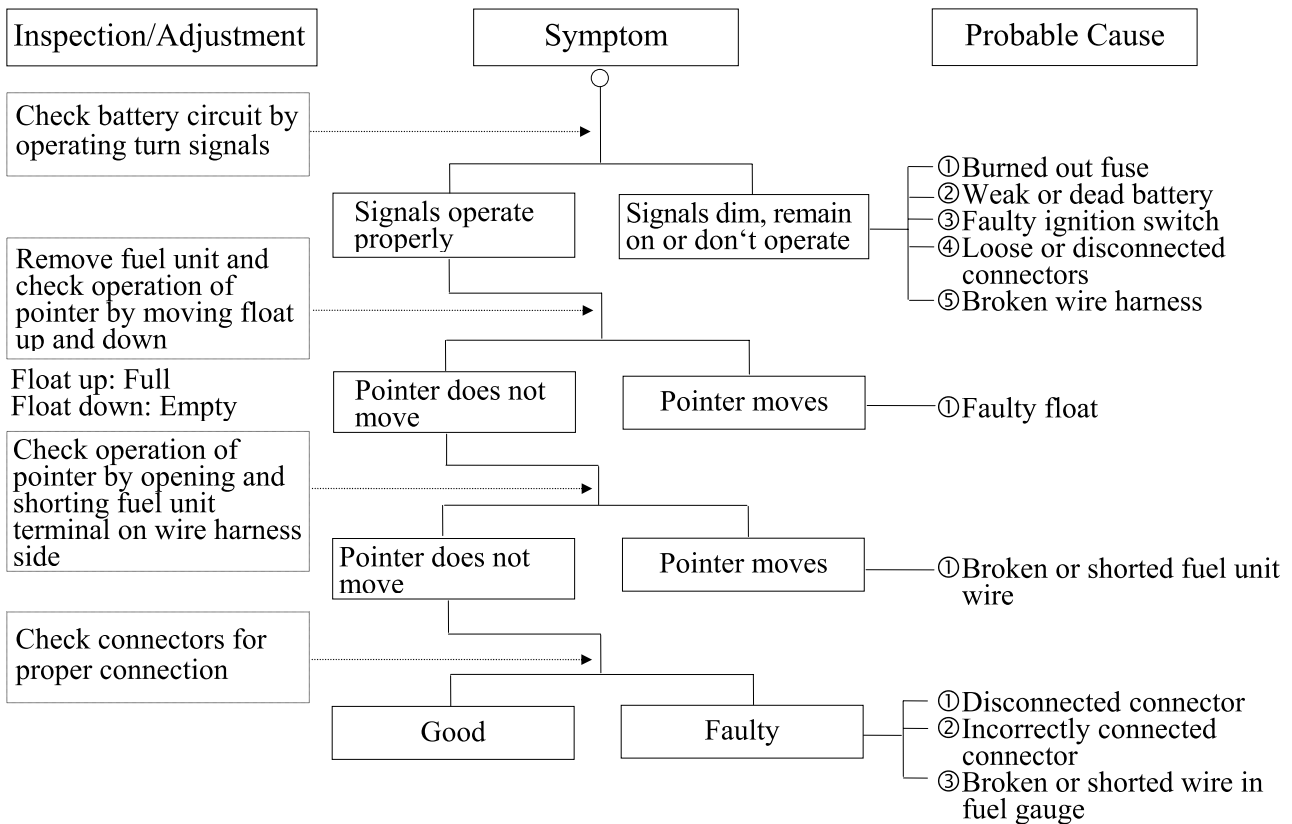 Inspection/Adjustment
Symptom
Probable Cause
Check battery circuit by
operating turn signals
Signals operate
properly
Signals dim, remain
on or don‘t operate
①Burned out fuse
②Weak or dead battery
③Faulty ignition switch
④Loose or disconnected
connectors
⑤Broken wire harness
Remove fuel unit and
check operation of
pointer by moving float
up and down
Float up: Full
Float down: Empty
Pointer does not
move
Pointer moves
①Faulty float
Check operation of
pointer by opening and
shorting fuel unit
terminal on wire harness
side
Pointer does not
move
Pointer moves
①Broken or shorted fuel unit
wire
Check connectors for
proper connection
Good
Faulty
①Disconnected connector
②Incorrectly connected
connector
③Broken or shorted wire in
fuel gauge